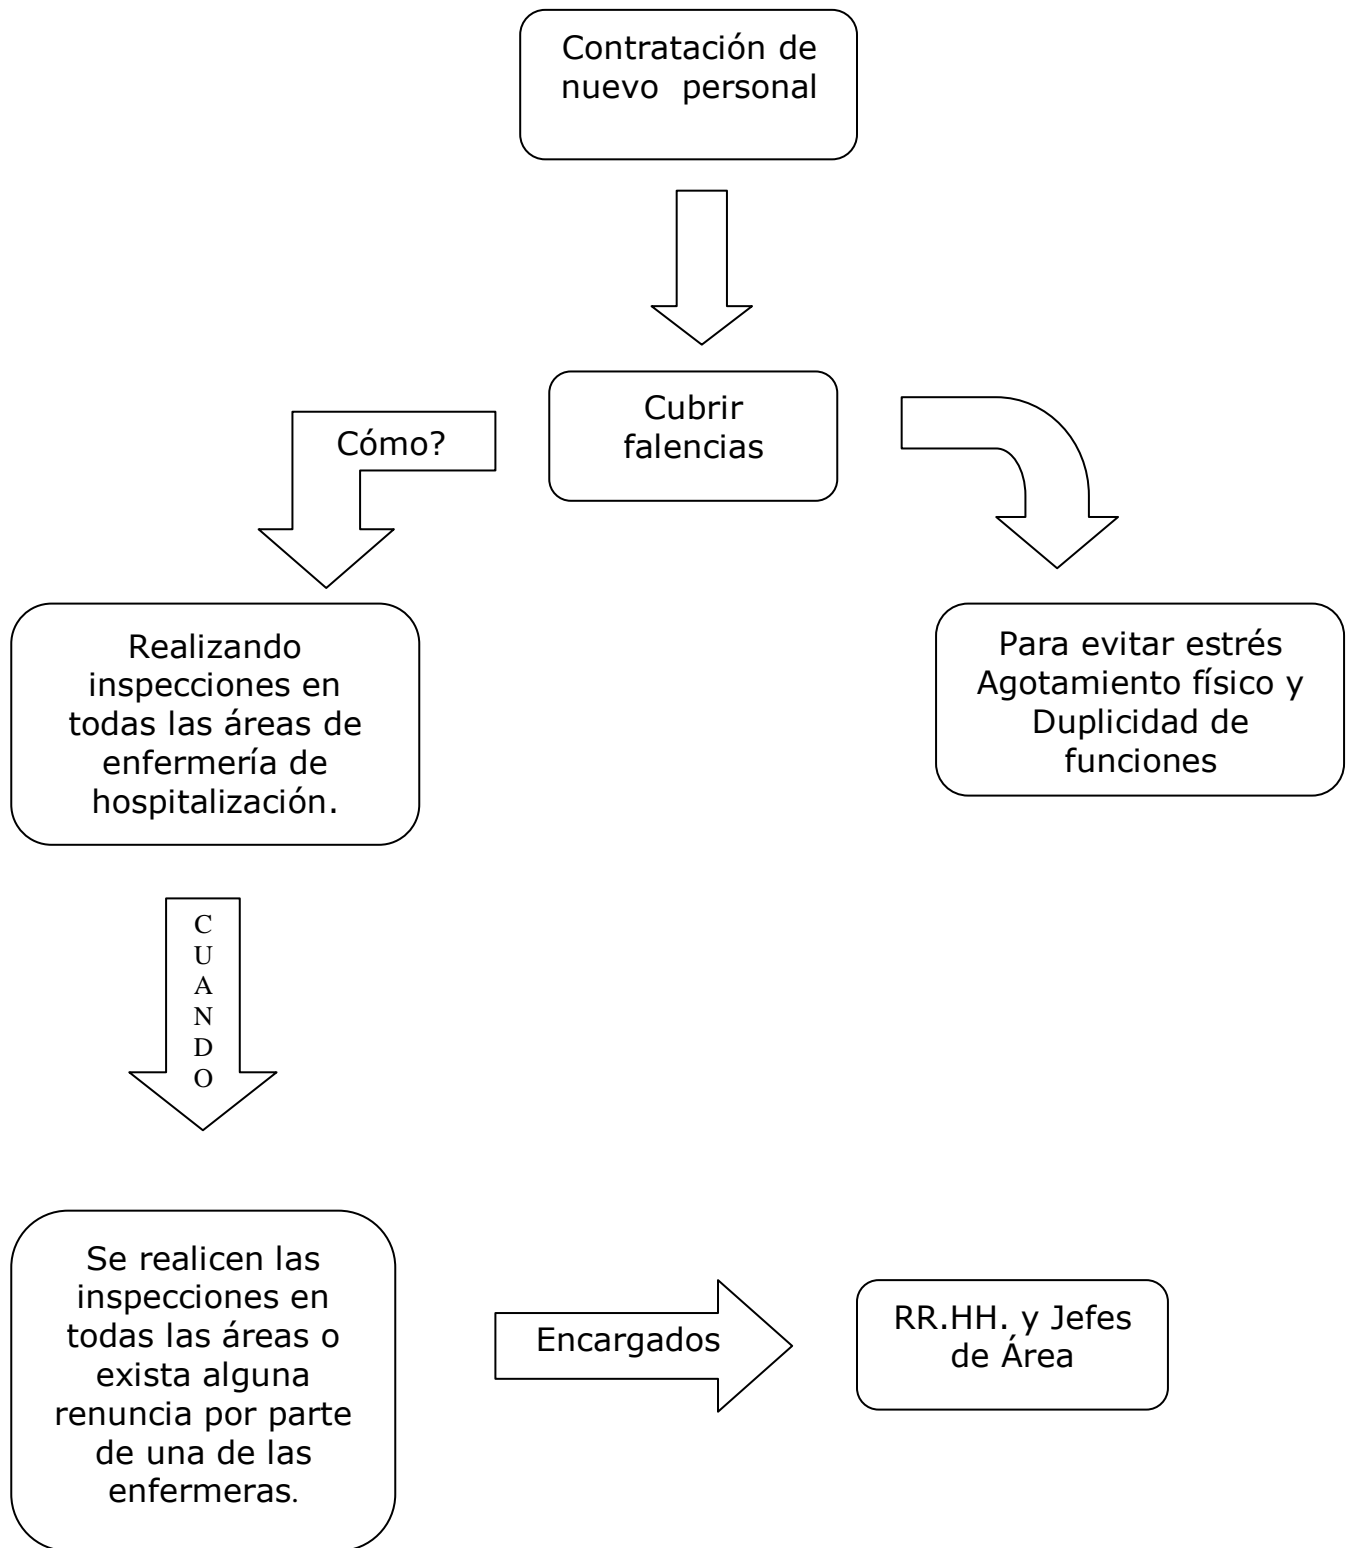 Contratación de
nuevo personal
Cubrir
falencias
Cómo?
Realizando
inspecciones en
todas las áreas de
enfermería de
hospitalización.
Para evitar estrés
Agotamiento físico y
Duplicidad de
funciones
C
U
A
N
D
O
Se realicen las
inspecciones en
todas las áreas o
exista alguna
renuncia por parte
de una de las
enfermeras.
Encargados
RR.HH. y Jefes
de Área